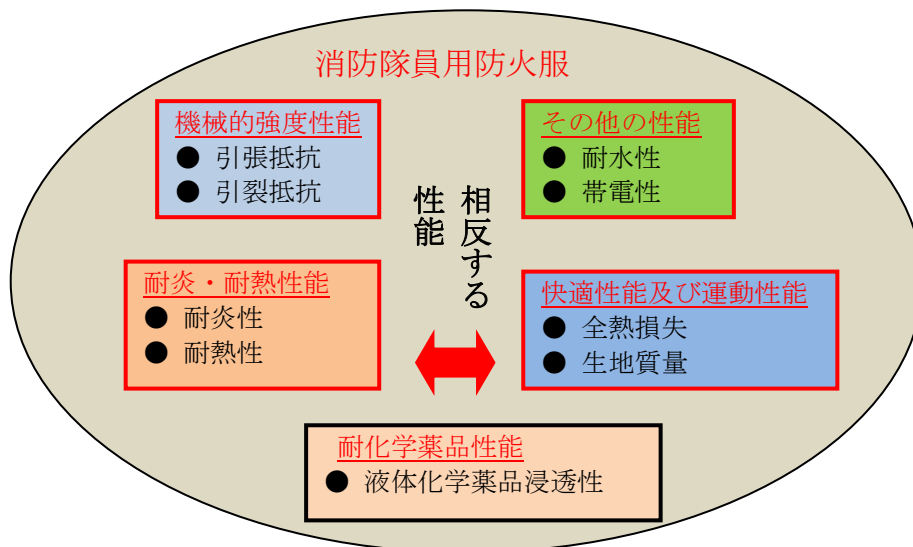 消防隊員用防火服
機械的強度性能
● 引張抵抗
● 引裂抵抗
その他の性能
● 耐水性
● 帯電性
相反する
性能
耐炎・耐熱性能
● 耐炎性
● 耐熱性
快適性能及び運動性能
● 全熱損失
● 生地質量
耐化学薬品性能
● 液体化学薬品浸透性